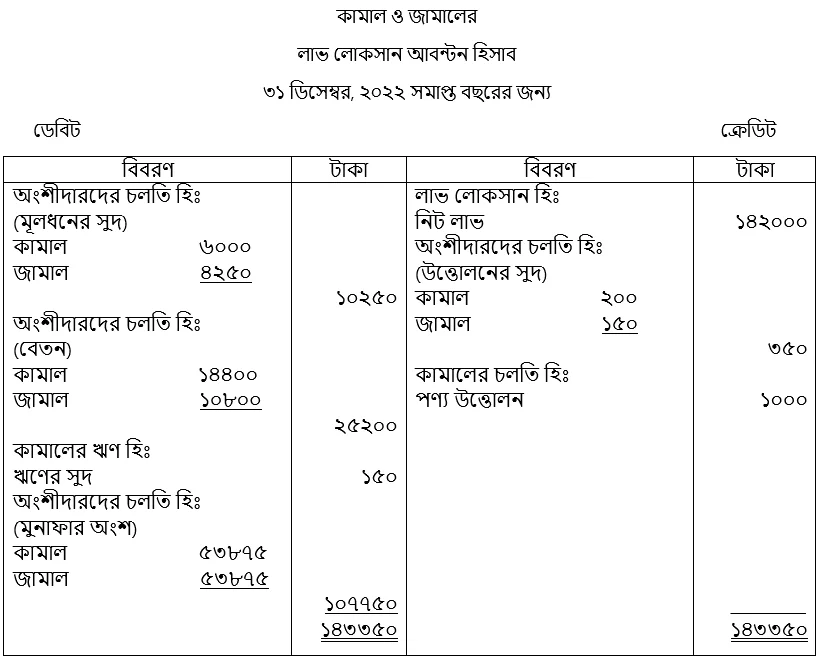 কামাল ও জামালের
লাভ লোকসান আবন্টন হিসাব
৩১ ডিসেম্বর, ২০২২ সমাপ্ত বছরের জন্য
ডেবিট ক্রেডিট
বিবরণ টাকা বিবরণ টাকা
অংশীদারদের চলতি হিঃ
(মূলধনের সুদ)
কামাল ৬০০০
জামাল ৪২৫০
১০২৫০
অংশীদারদের চলতি হিঃ
(বেতন)
কামাল ১৪৪০০
জামাল ১০৮০০
২৫২০০
কামালের ঋণ হিঃ
ঋণের সুদ ১৫০
অংশীদারদের চলতি হিঃ
(মুনাফার অংশ)
কামাল ৫৩৮৭৫
জামাল ৫৩৮৭৫
১০৭৭৫০
১৪৩৩৫০
লাভ লোকসান হিঃ
নিট লাভ ১৪২০০০
অংশীদারদের চলতি হিঃ
(উত্তোলনের সুদ)
কামাল ২০০
জামাল ১৫০
৩৫০
কামালের চলতি হিঃ
পণ্য উত্তোলন ১০০০
১৪৩৩৫০